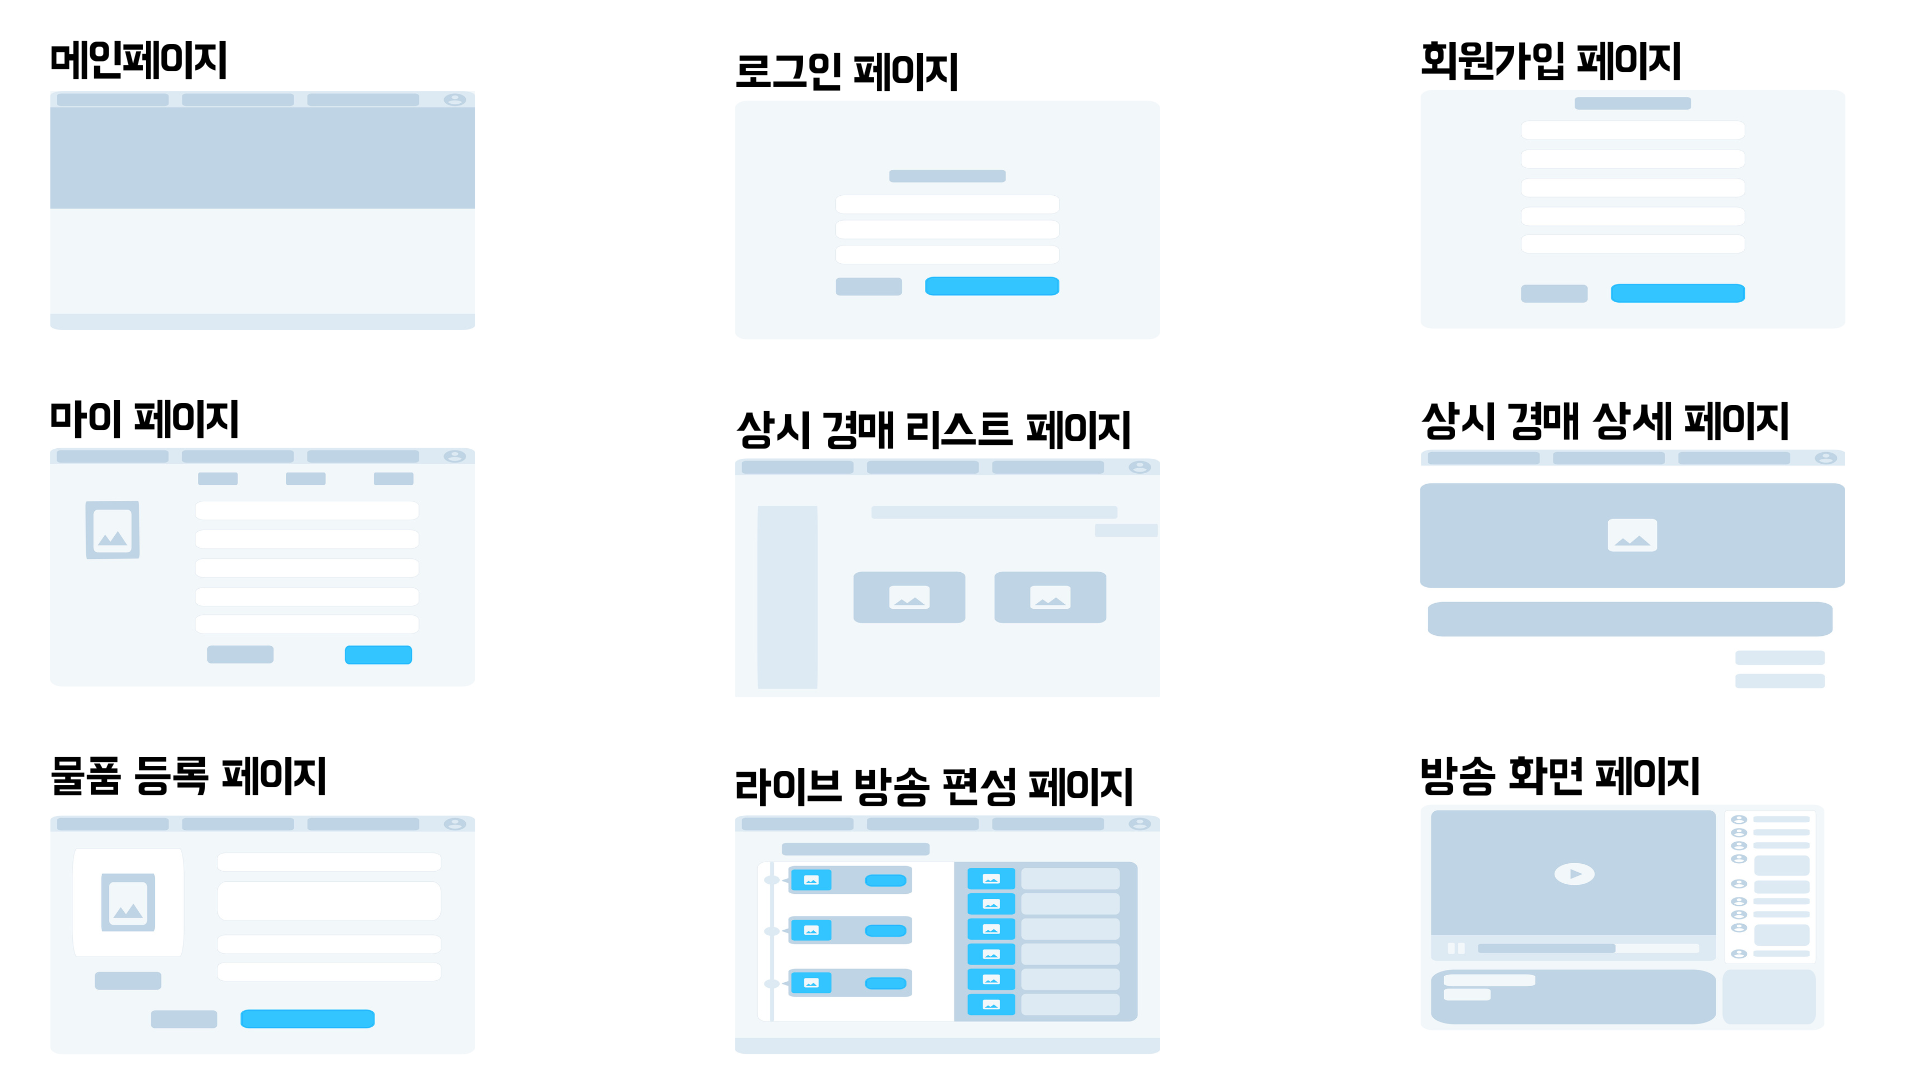 메인페이지
로그인 페이지
회원가입 페이지
마이 페이지
상시 경매 리스트 페이지
상시 경매 상세 페이지
물품 등록 페이지
라이브 방송 편성 페이지
방송 화면 페이지